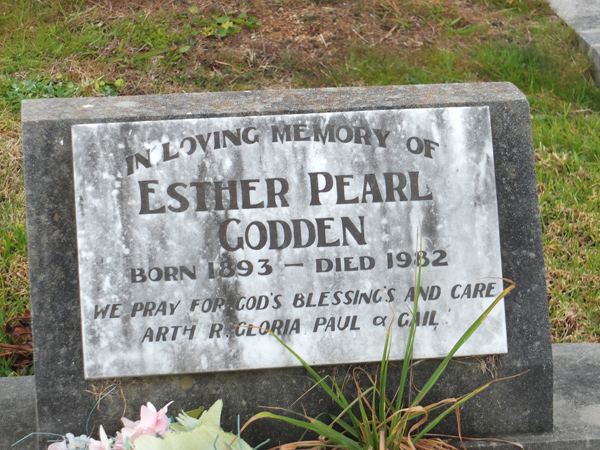 IN LOVING MEMORY OF
ESTHER PEARL
GODDEN
BORN 1893 - DIED 1982
WE PRAY FOR GOD'S BLESSING'S AND CARE
ARTH R. GLORIA PAUL & GAIL